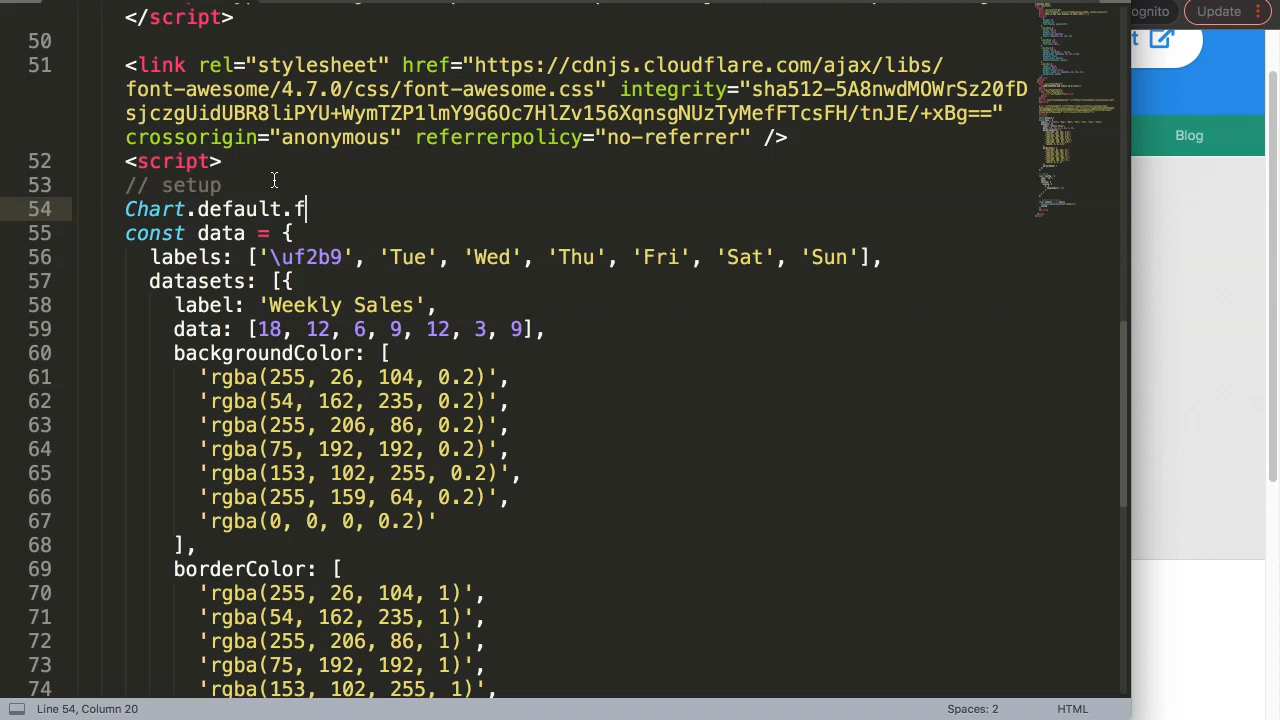 </script>
50
51 <link rel="stylesheet" href="https://cdnjs.cloudflare.com/ajax/libs/
font-awesome/4.7.0/css/font-awesome.css" integrity="sha512-5A8nwdMOWrSz20fD
sjczgUidUBR8liPYU+WymTZP1lmY9G6Oc7HlZv156XqnsgNUzTyMefFTcsFH/tnJE/+xBg=="
crossorigin="anonymous" referrerpolicy="no-referrer" />
52 <script>
53 // setup
54 Chart.default.f
55 const data = {
56 labels: ['\uf2b9', 'Tue', 'Wed', 'Thu', 'Fri', 'Sat', 'Sun'],
57 datasets: [{
58 label: 'Weekly Sales',
59 data: [18, 12, 6, 9, 12, 3, 9],
60 backgroundColor: [
61 'rgba(255, 26, 104, 0.2)',
62 'rgba(54, 162, 235, 0.2)',
63 'rgba(255, 206, 86, 0.2)',
64 'rgba(75, 192, 192, 0.2)',
65 'rgba(153, 102, 255, 0.2)',
66 'rgba(255, 159, 64, 0.2)',
67 'rgba(0, 0, 0, 0.2)'
68 ],
69 borderColor: [
70 'rgba(255, 26, 104, 1)',
71 'rgba(54, 162, 235, 1)',
72 'rgba(255, 206, 86, 1)',
73 'rgba(75, 192, 192, 1)',
74 'rgba(153, 102, 255, 1)',
Line 54, Column 20
Spaces: 2
HTML
ognito
Update
t
Blog